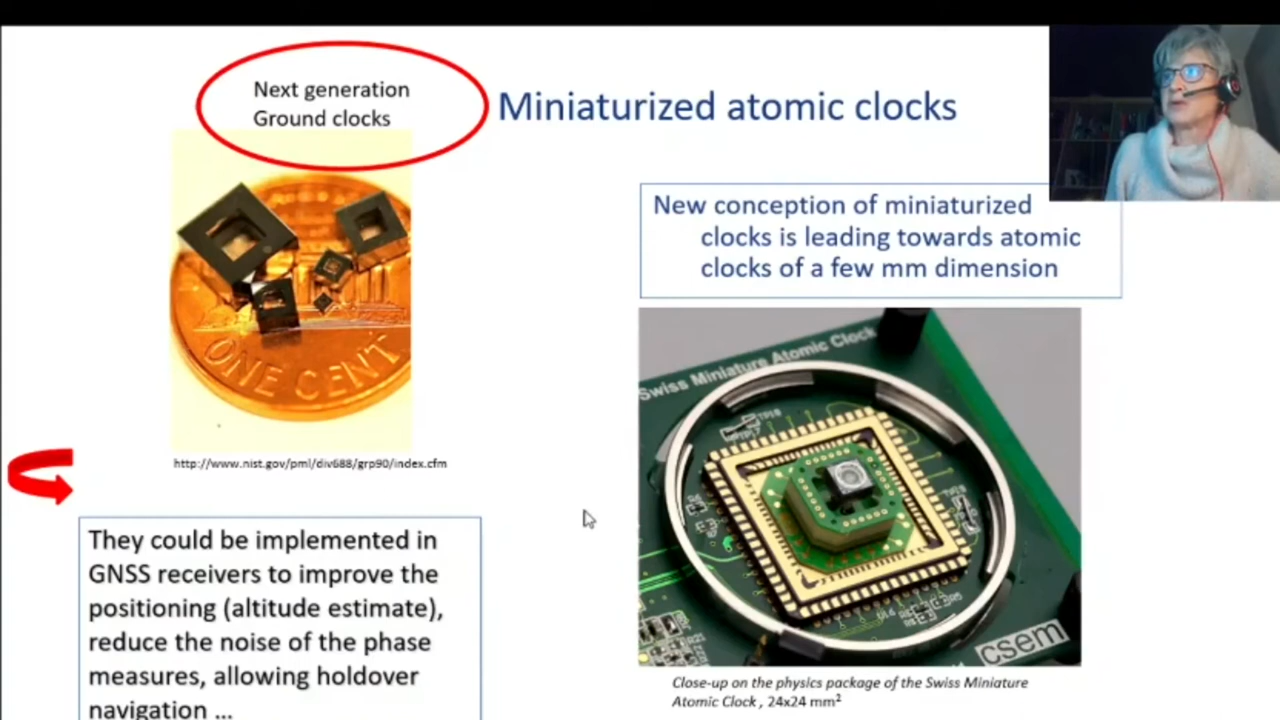 Next generation
Ground clocks
Miniaturized atomic clocks
New conception of miniaturized
clocks is leading towards atomic
clocks of a few mm dimension
ONE CENT
http://www.nist.gov/pml/div688/grp90/index.cfm
Swiss Miniature Atomic Clock
TP18
TP19
csem
They could be implemented in
GNSS receivers to improve the
positioning (altitude estimate),
reduce the noise of the phase
measures, allowing holdover
navigation ...
Close-up on the physics package of the Swiss Miniature
Atomic Clock , 24x24 mm²